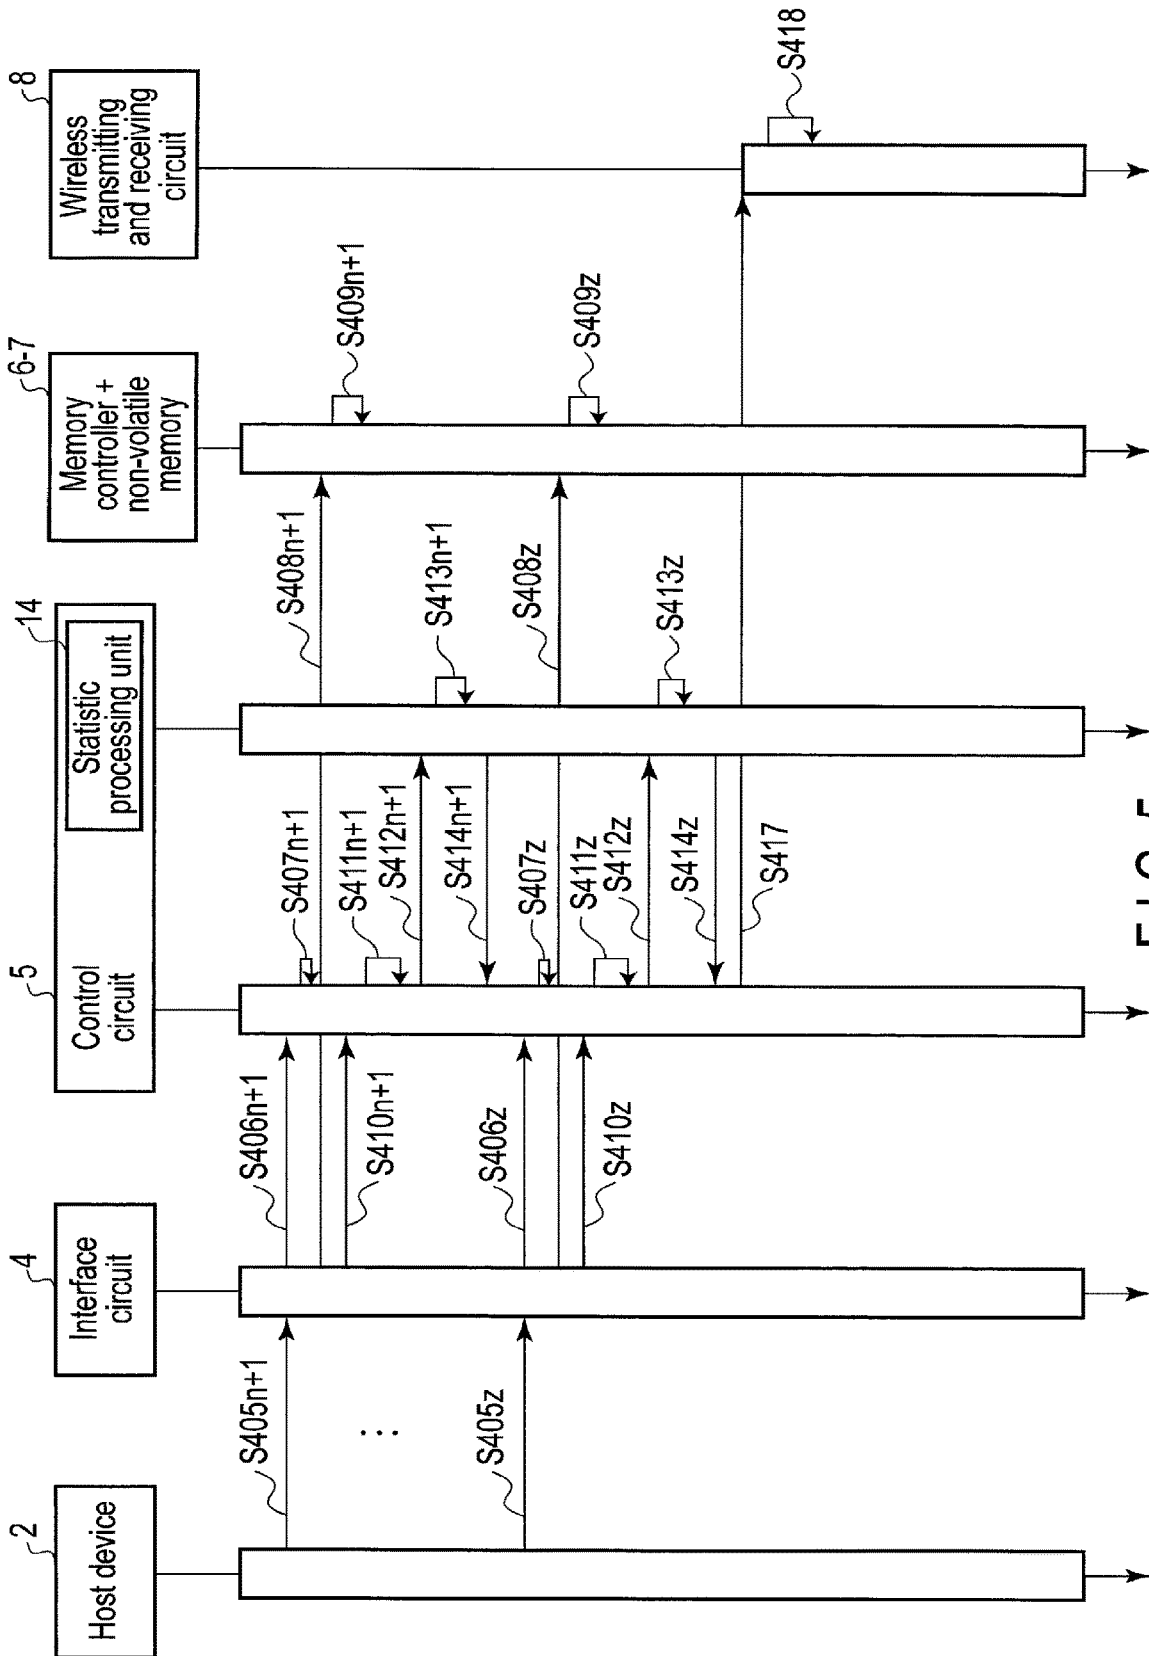 2
Host device
4
Interface
circuit
5
Control
circuit
14
Statistic
processing unit
6-7
Memory
controller +
non-volatile
memory
8
Wireless
transmitting
and receiving
circuit
S405n+1
S406n+1
S407n+1
S408n+1
S409n+1
S410n+1
S411n+1
S412n+1
S413n+1
S414n+1
...
S405z
S406z
S407z
S408z
S409z
S410z
S411z
S412z
S413z
S414z
S417
S418